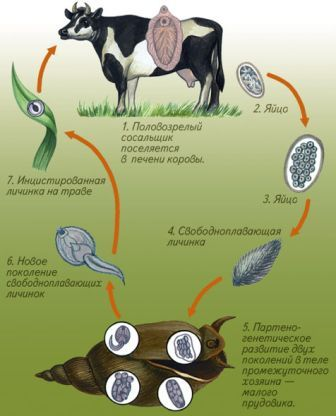 1. Половозрелый
сосальщик
поселяется
в печени коровы.
2. Яйцо
3. Яйцо
4. Свободноплавающая
личинка
5. Партено-
генетическое
развитие двух
поколений в теле
промежуточного
хозяина —
малого
прудовика.
6. Новое
поколение
свободноплавающих
личинок
7. Инцистированная
личинка на траве